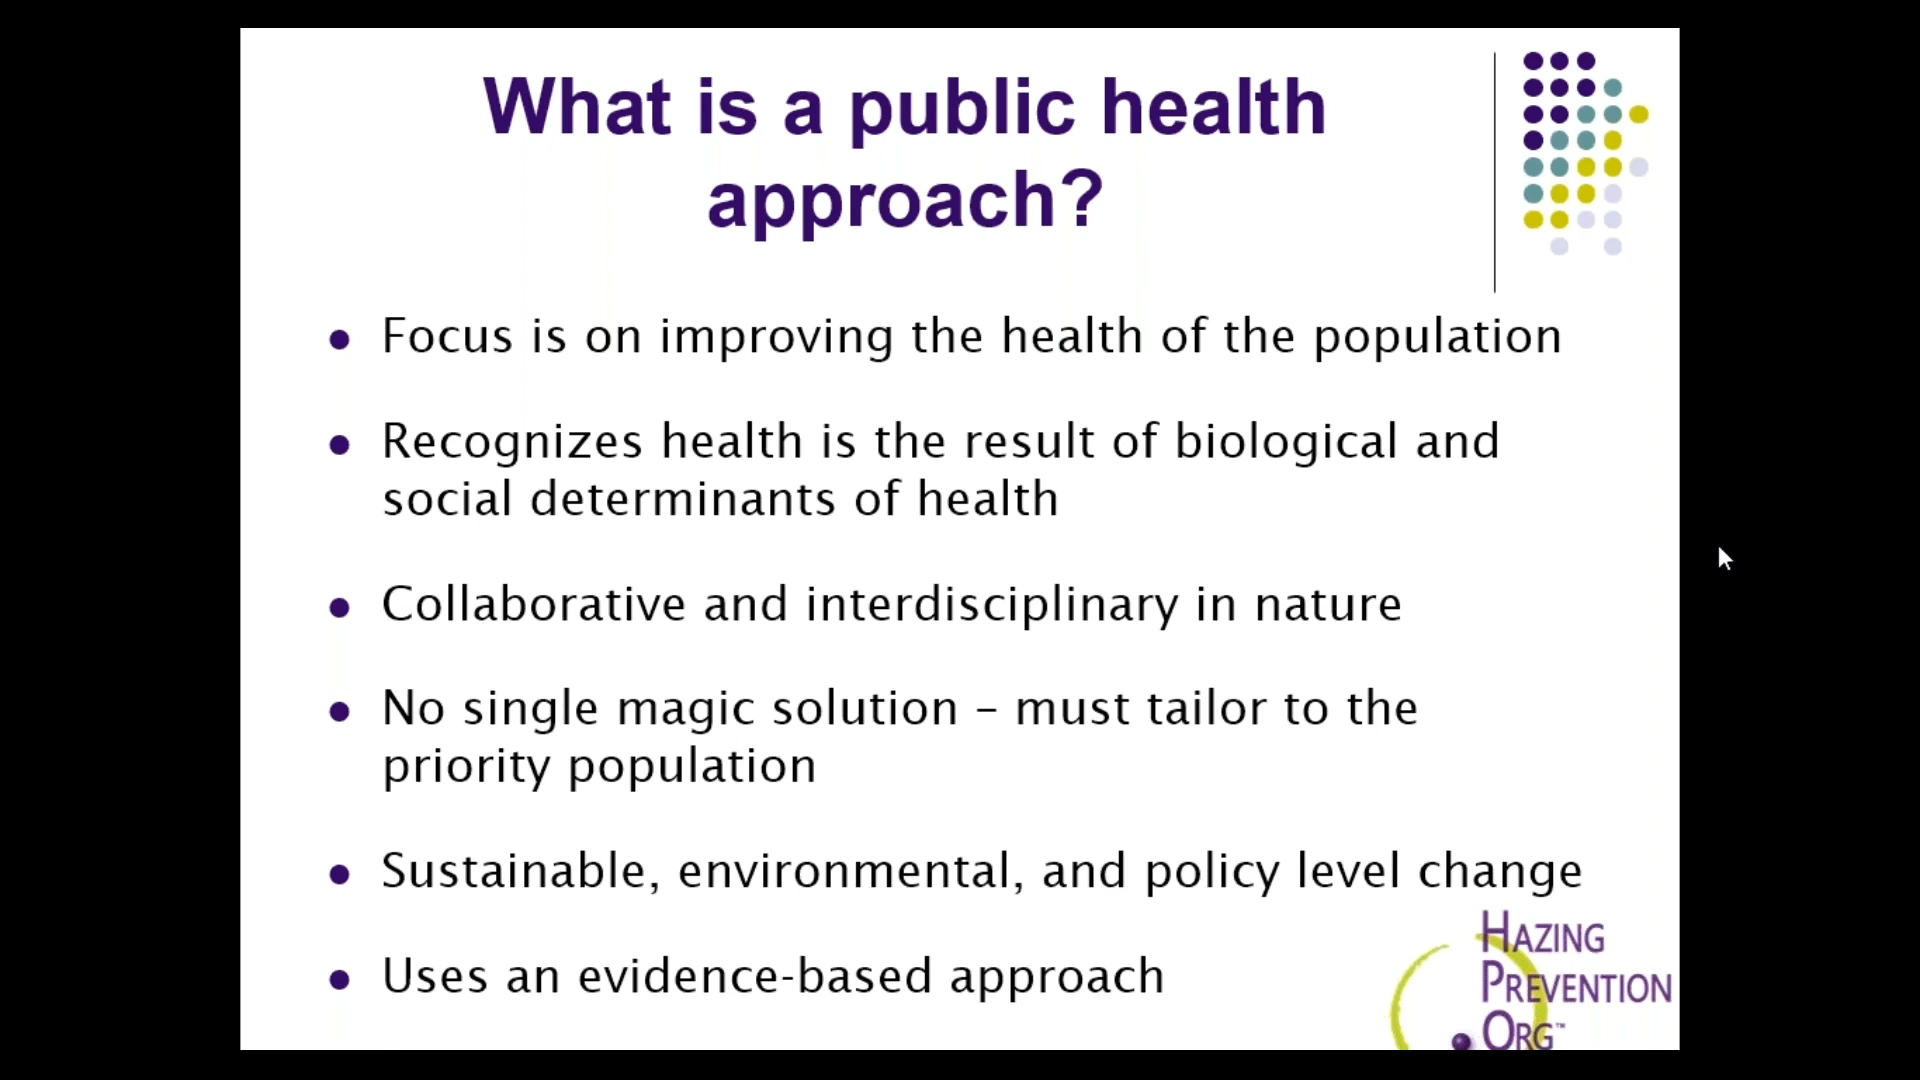 What is a public health
approach?
Focus is on improving the health of the population
Recognizes health is the result of biological and
social determinants of health
Collaborative and interdisciplinary in nature
No single magic solution – must tailor to the
priority population
Sustainable, environmental, and policy level change
Uses an evidence-based approach
HAZING
PREVENTION
ORG™